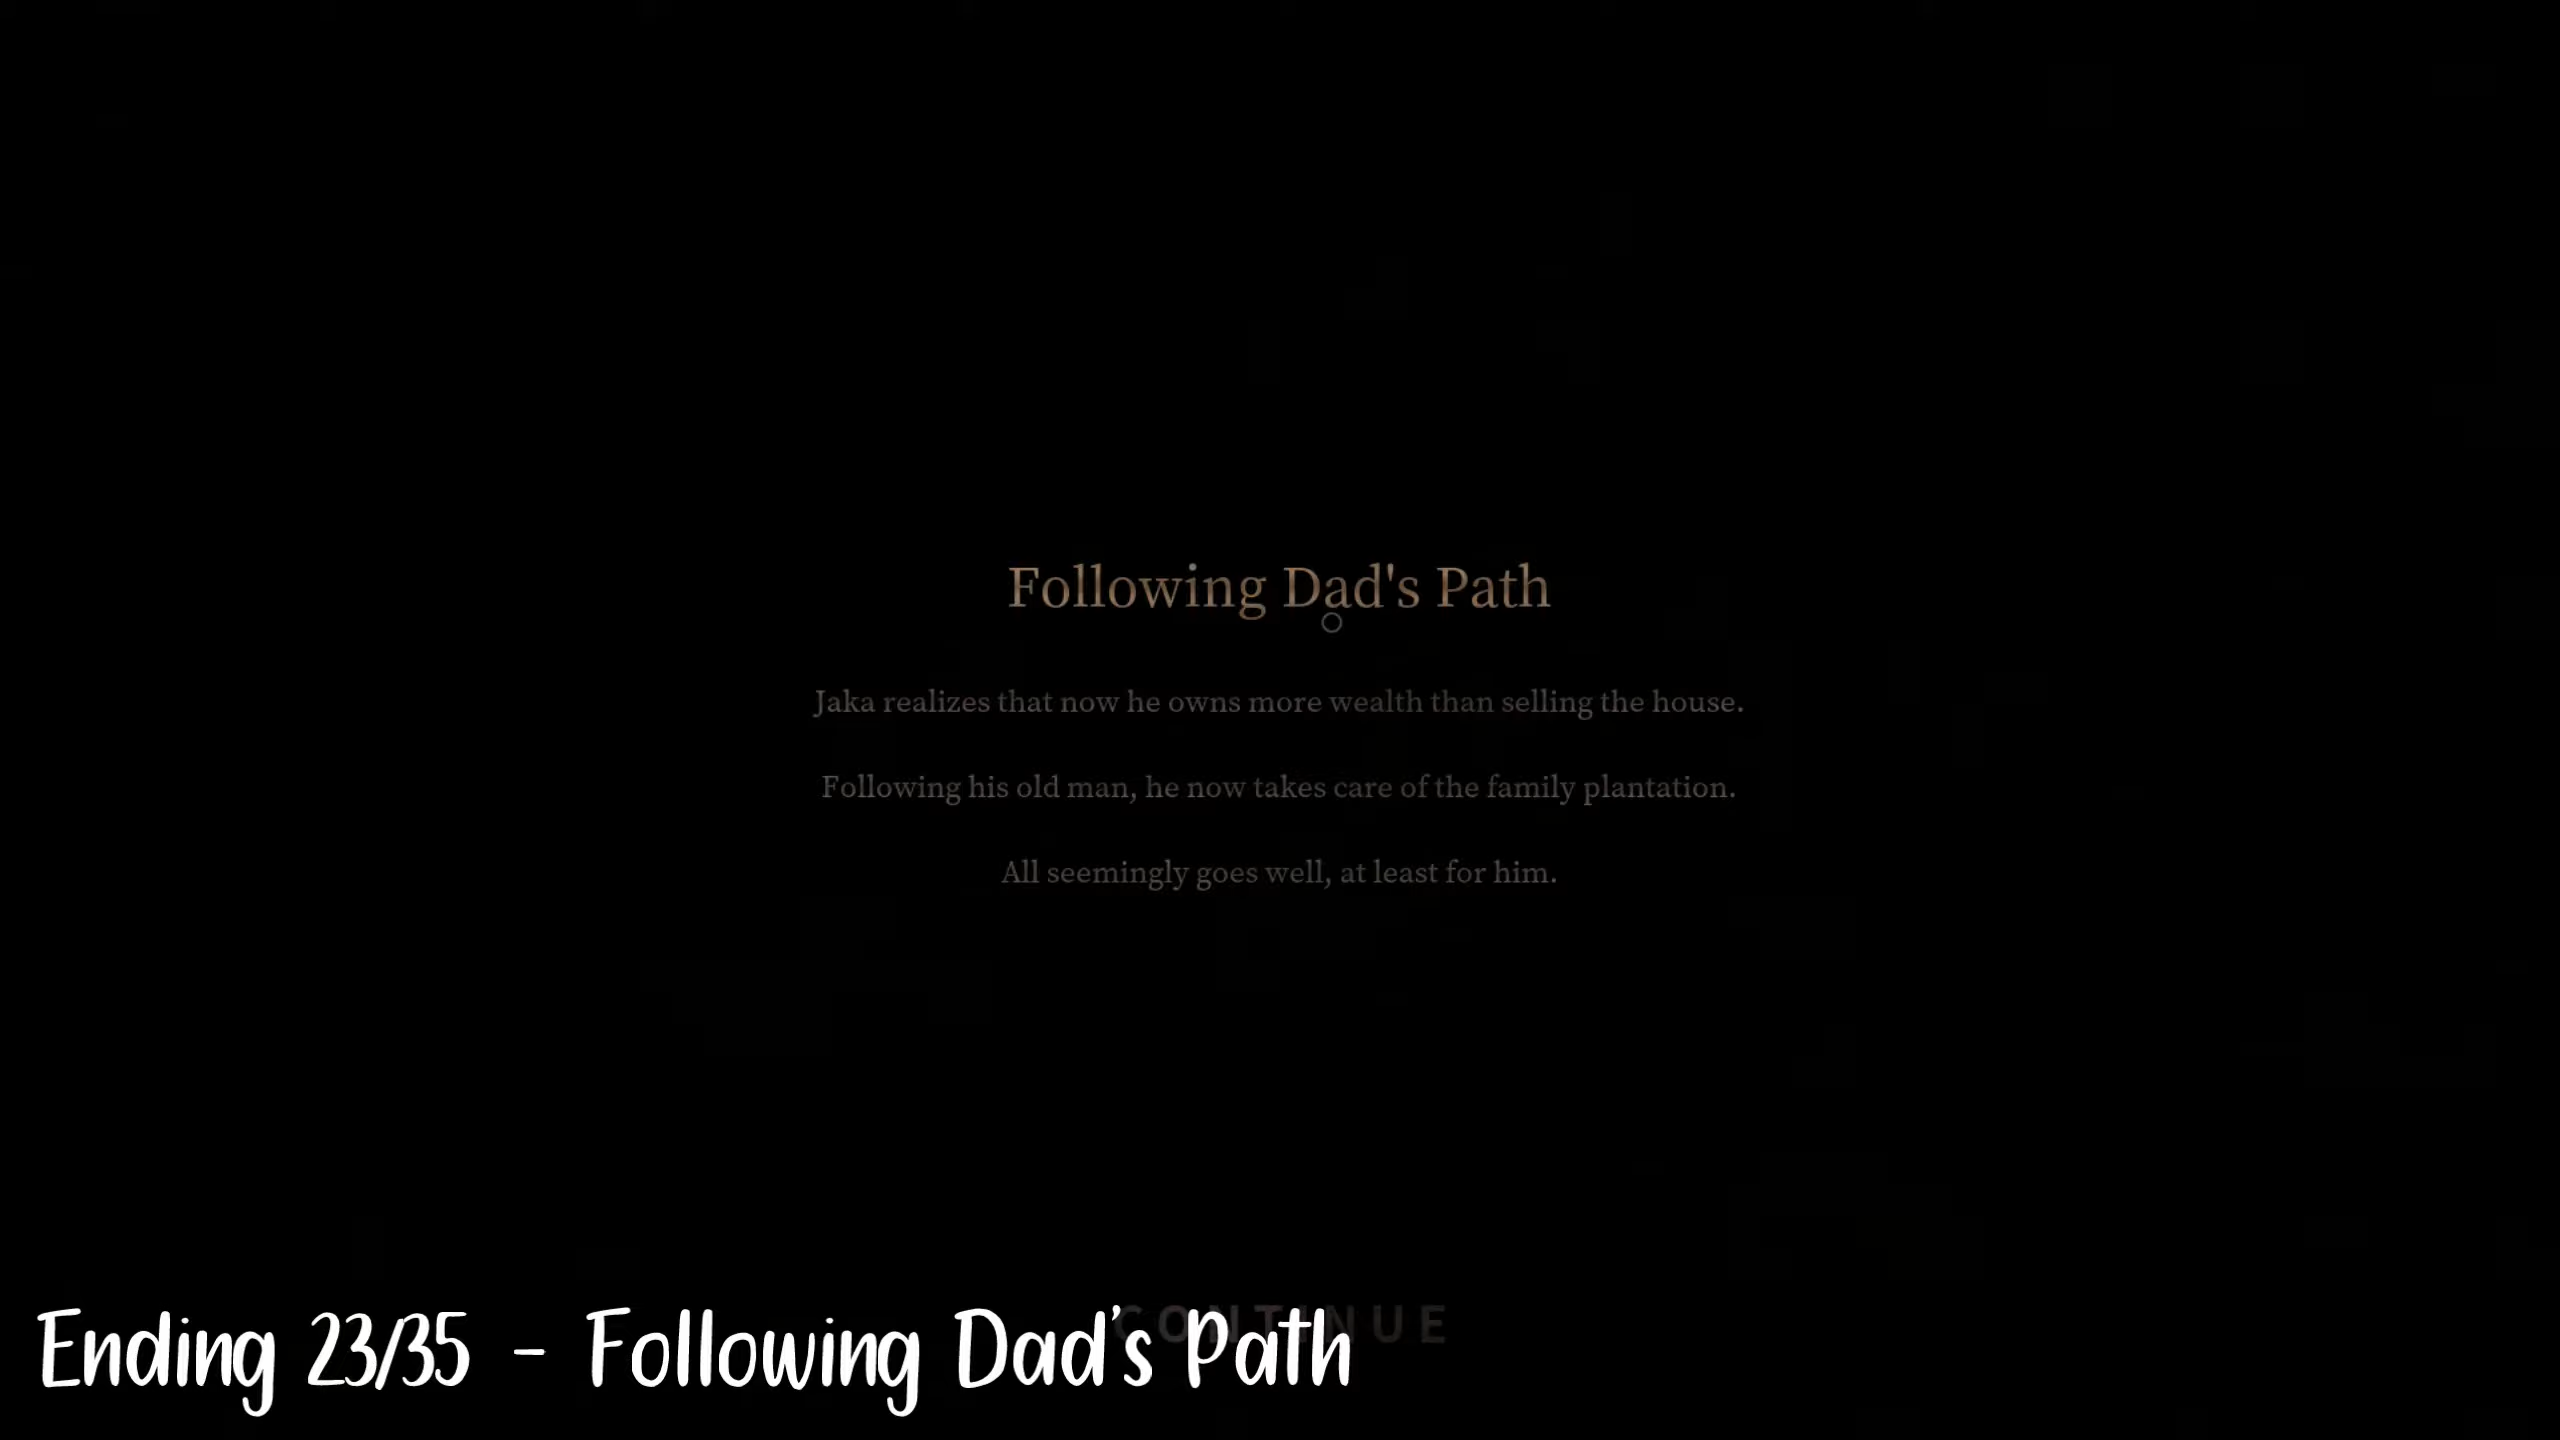 Following Dad's Path
Jaka realizes that now he owns more wealth than selling the house.
Following his old man, he now takes care of the family plantation.
All seemingly goes well, at least for him.
CONTINUE
Ending 23/35 - Following Dad's Path